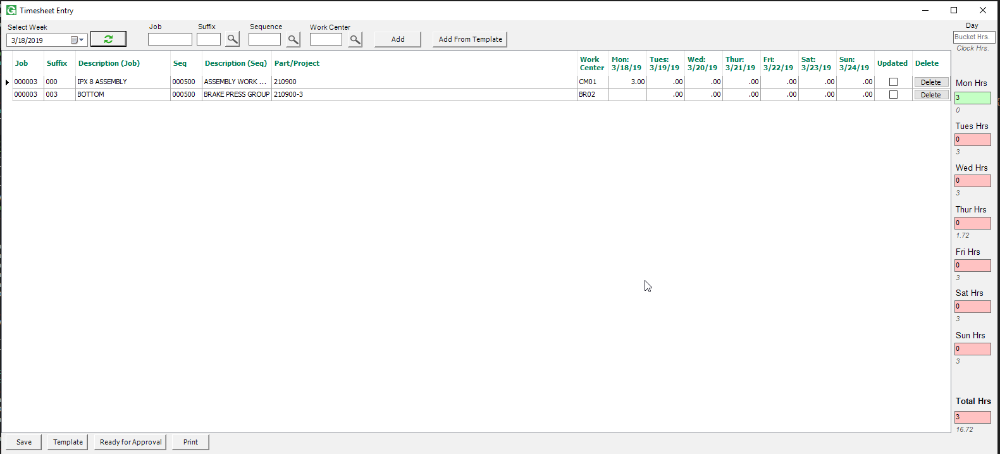 Timesheet Entry
Select Week
Job
Suffix
Sequence
Work Center
Day
3/18/2019
Add
Add From Template
Bucket Hrs.
Clock Hrs.
Job Suffix Description (Job) Seq Description (Seq) Part/Project Work Center Mon: 3/18/19 Tues: 3/19/19 Wed: 3/20/19 Thur: 3/21/19 Fri: 3/22/19 Sat: 3/23/19 Sun: 3/24/19 Updated Delete
000003 000 IPX 8 ASSEMBLY 000500 ASSEMBLY WORK ... 210900 CM01 3.00 .00 .00 .00 .00 .00 .00 Delete
000003 003 BOTTOM 000500 BRAKE PRESS GROUP 210900-3 BR02 .00 .00 .00 .00 .00 .00 Delete
Mon Hrs
3
0
Tues Hrs
0
3
Wed Hrs
0
3
Thur Hrs
0
1.72
Fri Hrs
0
3
Sat Hrs
0
3
Sun Hrs
0
3
Total Hrs
3
16.72
Save
Template
Ready for Approval
Print